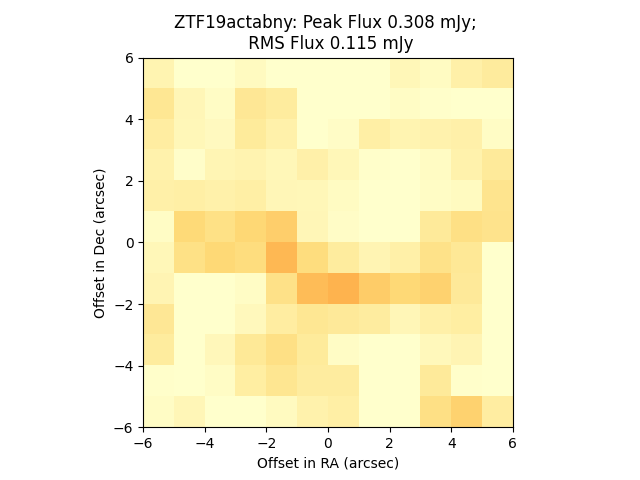 ZTF19actabny: Peak Flux 0.308 mJy;
RMS Flux 0.115 mJy
6
4
2
0
−2
−4
−6
Offset in Dec (arcsec)
−6 −4 −2 0 2 4 6
Offset in RA (arcsec)